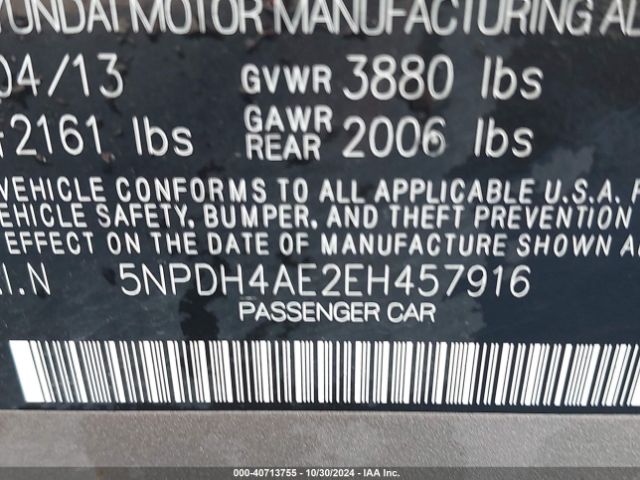 YUNDAI MOTOR MANUFACTURING AL
04/13 GVWR 3880 lbs
2161 lbs GAWR REAR 2006 lbs
VEHICLE CONFORMS TO ALL APPLICABLE U.S.A. F
EHICLE SAFETY, BUMPER, AND THEFT PREVENTION
EFFECT ON THE DATE OF MANUFACTURE SHOWN A
.I.N 5NPDH4AE2EH457916
PASSENGER CAR
000-40713755 - 10/30/2024 - IAA Inc.